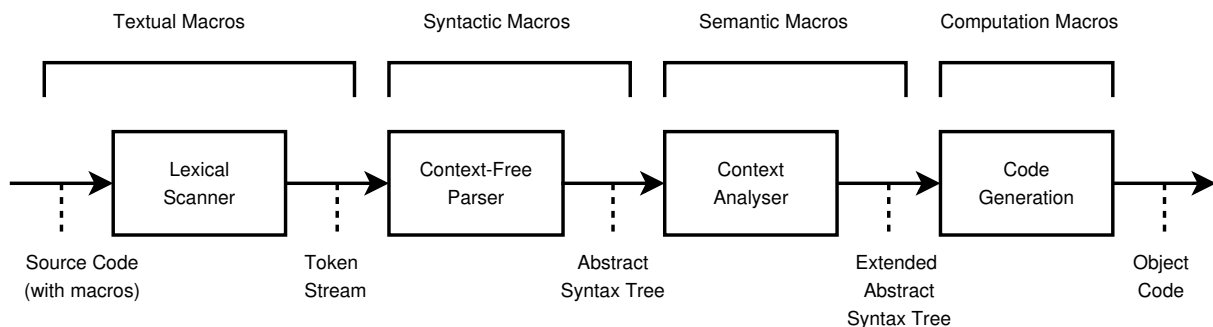 Textual Macros
Syntactic Macros
Semantic Macros
Computation Macros
Lexical
Scanner
Context-Free
Parser
Context
Analyser
Code
Generation
Source Code
(with macros)
Token
Stream
Abstract
Syntax Tree
Extended
Abstract
Syntax Tree
Object
Code